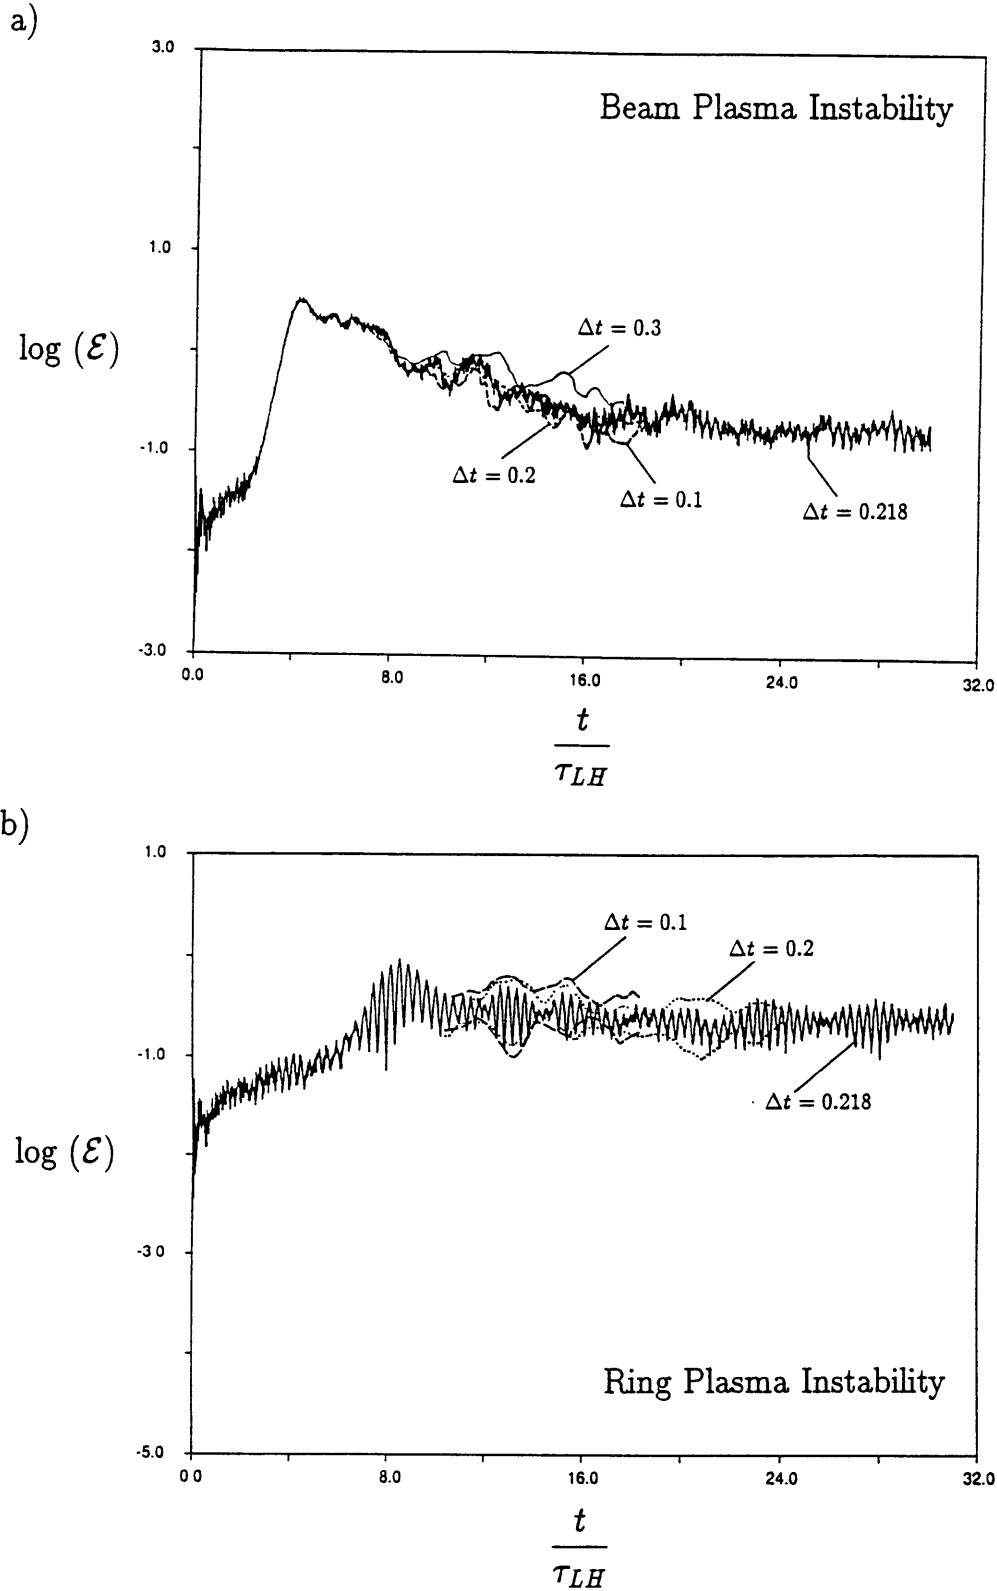 a)
3.0
Beam Plasma Instability
1.0
log (ℰ)
Δt = 0.3
-1.0
Δt = 0.2
Δt = 0.1
Δt = 0.218
-3.0
0.0 8.0 16.0 24.0 32.0
t
τLH
b)
1.0
Δt = 0.1
Δt = 0.2
-1.0
Δt = 0.218
log (ℰ)
-3 0
Ring Plasma Instability
-5.0
0 0 8.0 16.0 24.0 32.0
t
τLH